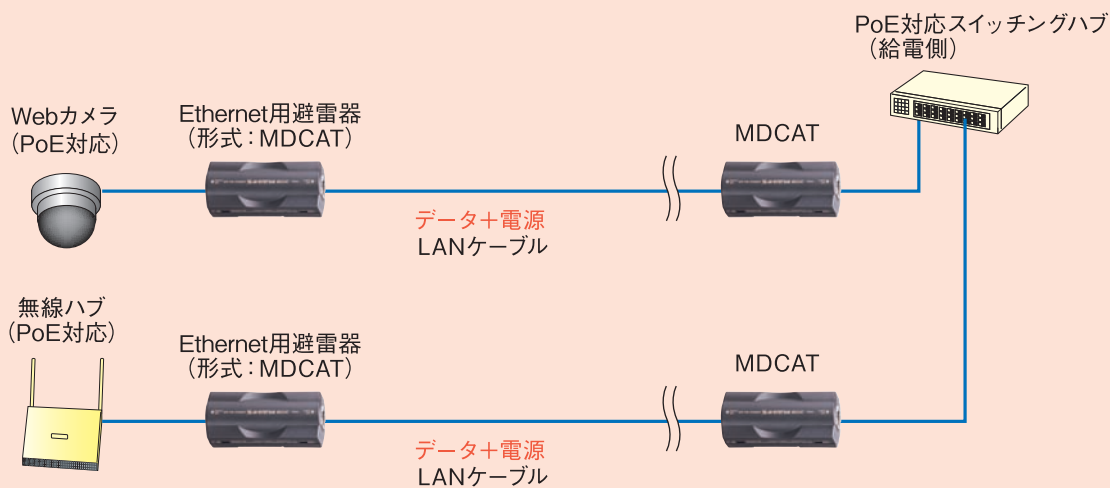 PoE対応スイッチングハブ
（給電側）
Webカメラ
（PoE対応）
Ethernet用避雷器
（形式：MDCAT）
MDCAT
データ＋電源
LANケーブル
無線ハブ
（PoE対応）
Ethernet用避雷器
（形式：MDCAT）
MDCAT
データ＋電源
LANケーブル